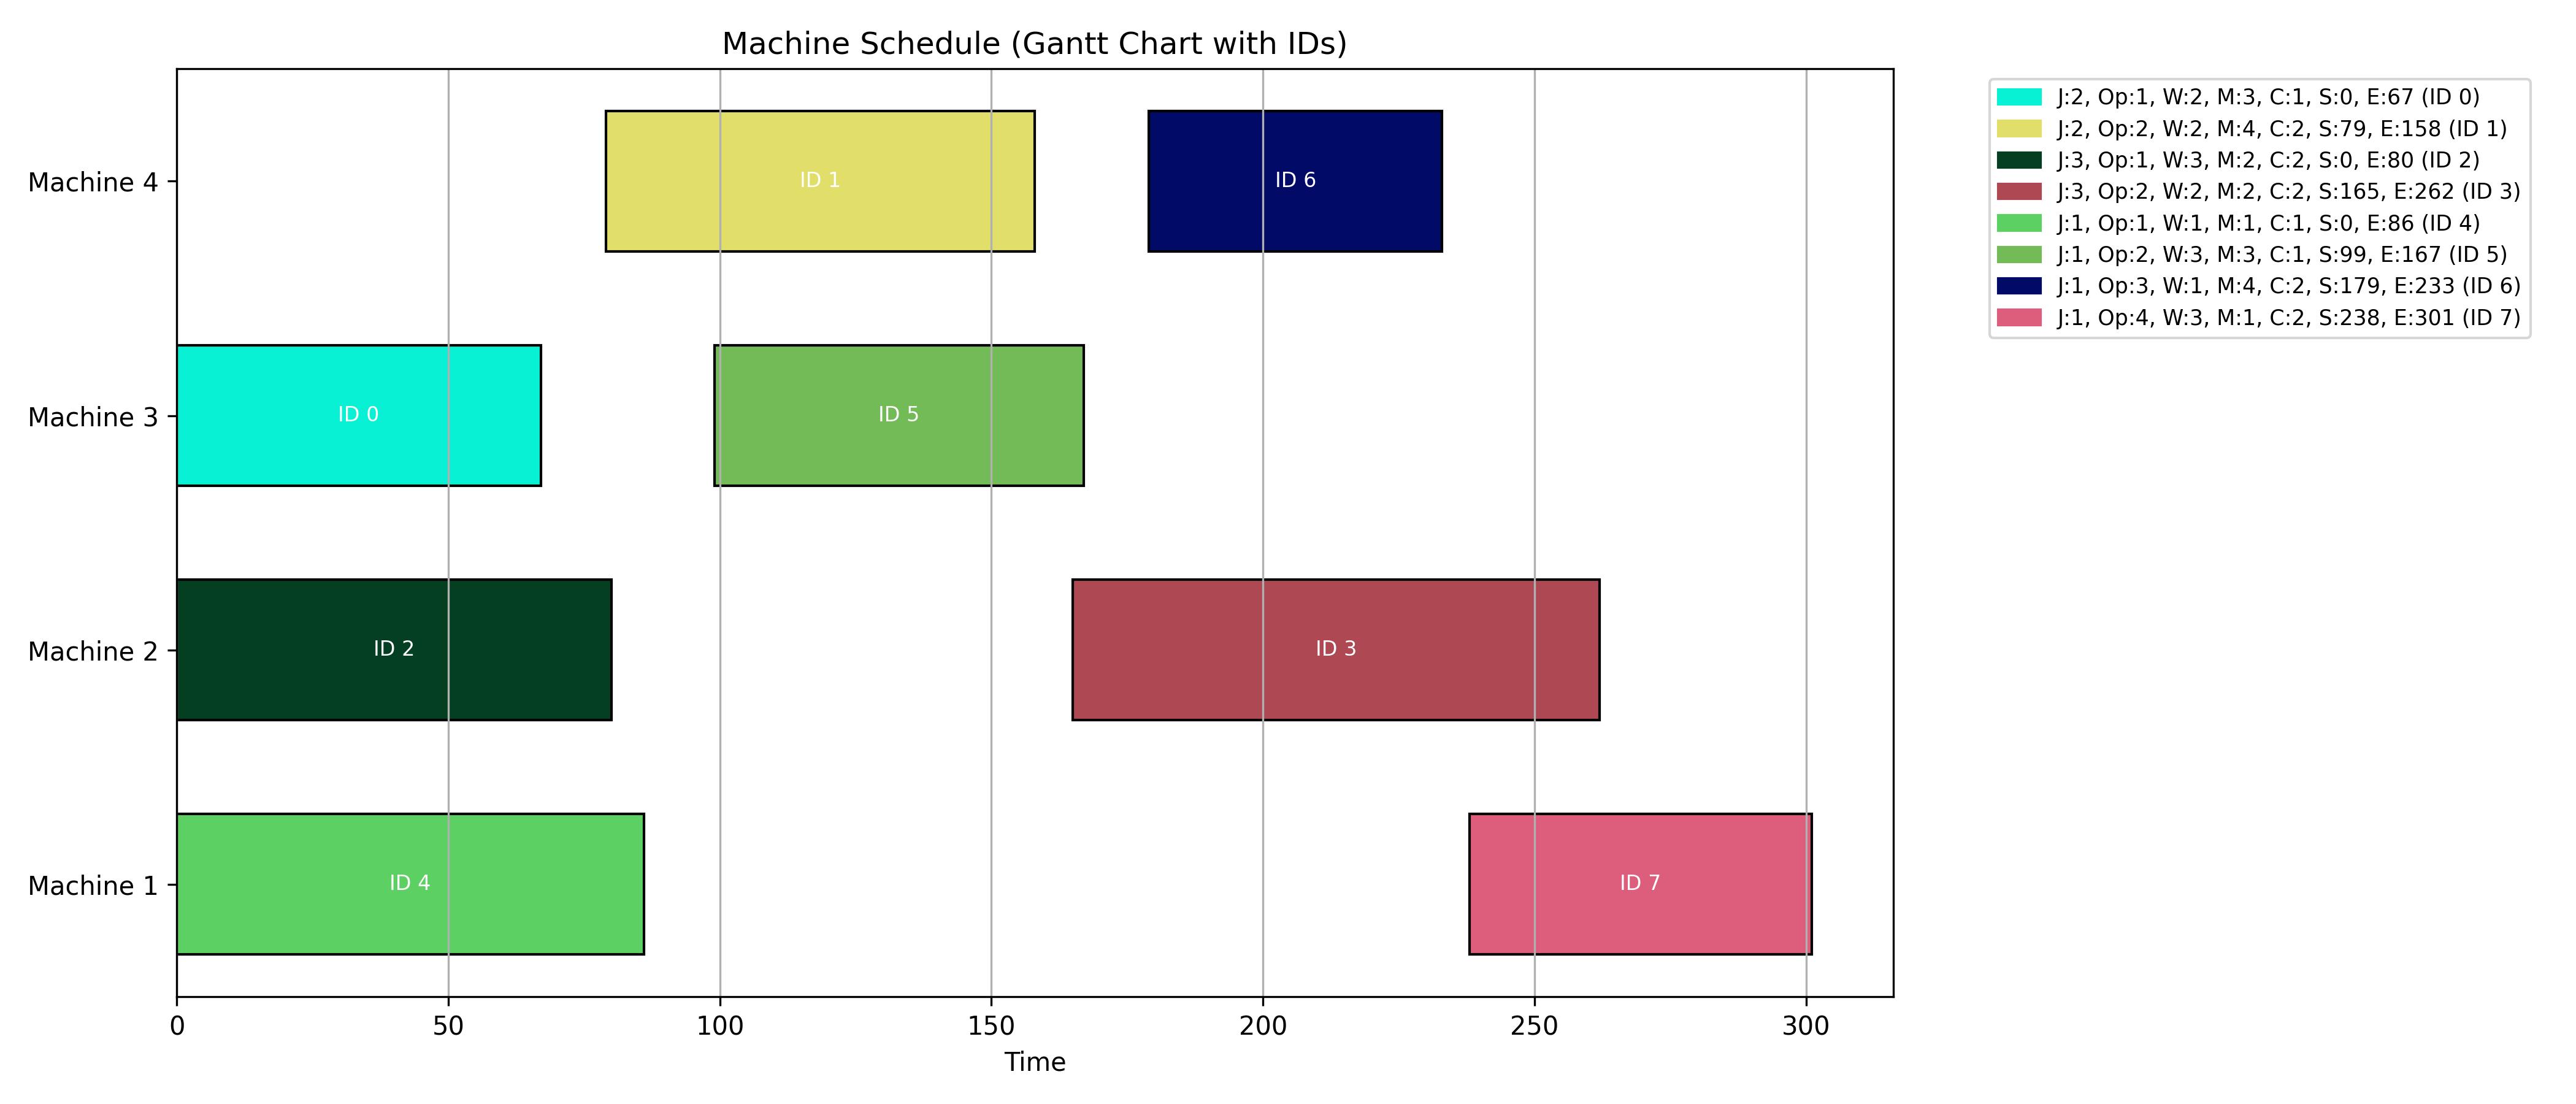 Machine Schedule (Gantt Chart with IDs)
J:2, Op:1, W:2, M:3, C:1, S:0, E:67 (ID 0)
J:2, Op:2, W:2, M:4, C:2, S:79, E:158 (ID 1)
J:3, Op:1, W:3, M:2, C:2, S:0, E:80 (ID 2)
J:3, Op:2, W:2, M:2, C:2, S:165, E:262 (ID 3)
J:1, Op:1, W:1, M:1, C:1, S:0, E:86 (ID 4)
J:1, Op:2, W:3, M:3, C:1, S:99, E:167 (ID 5)
J:1, Op:3, W:1, M:4, C:2, S:179, E:233 (ID 6)
J:1, Op:4, W:3, M:1, C:2, S:238, E:301 (ID 7)
Machine 4 ID 1 ID 6
Machine 3 ID 0 ID 5
Machine 2 ID 2 ID 3
Machine 1 ID 4 ID 7
0 50 100 150 200 250 300
Time